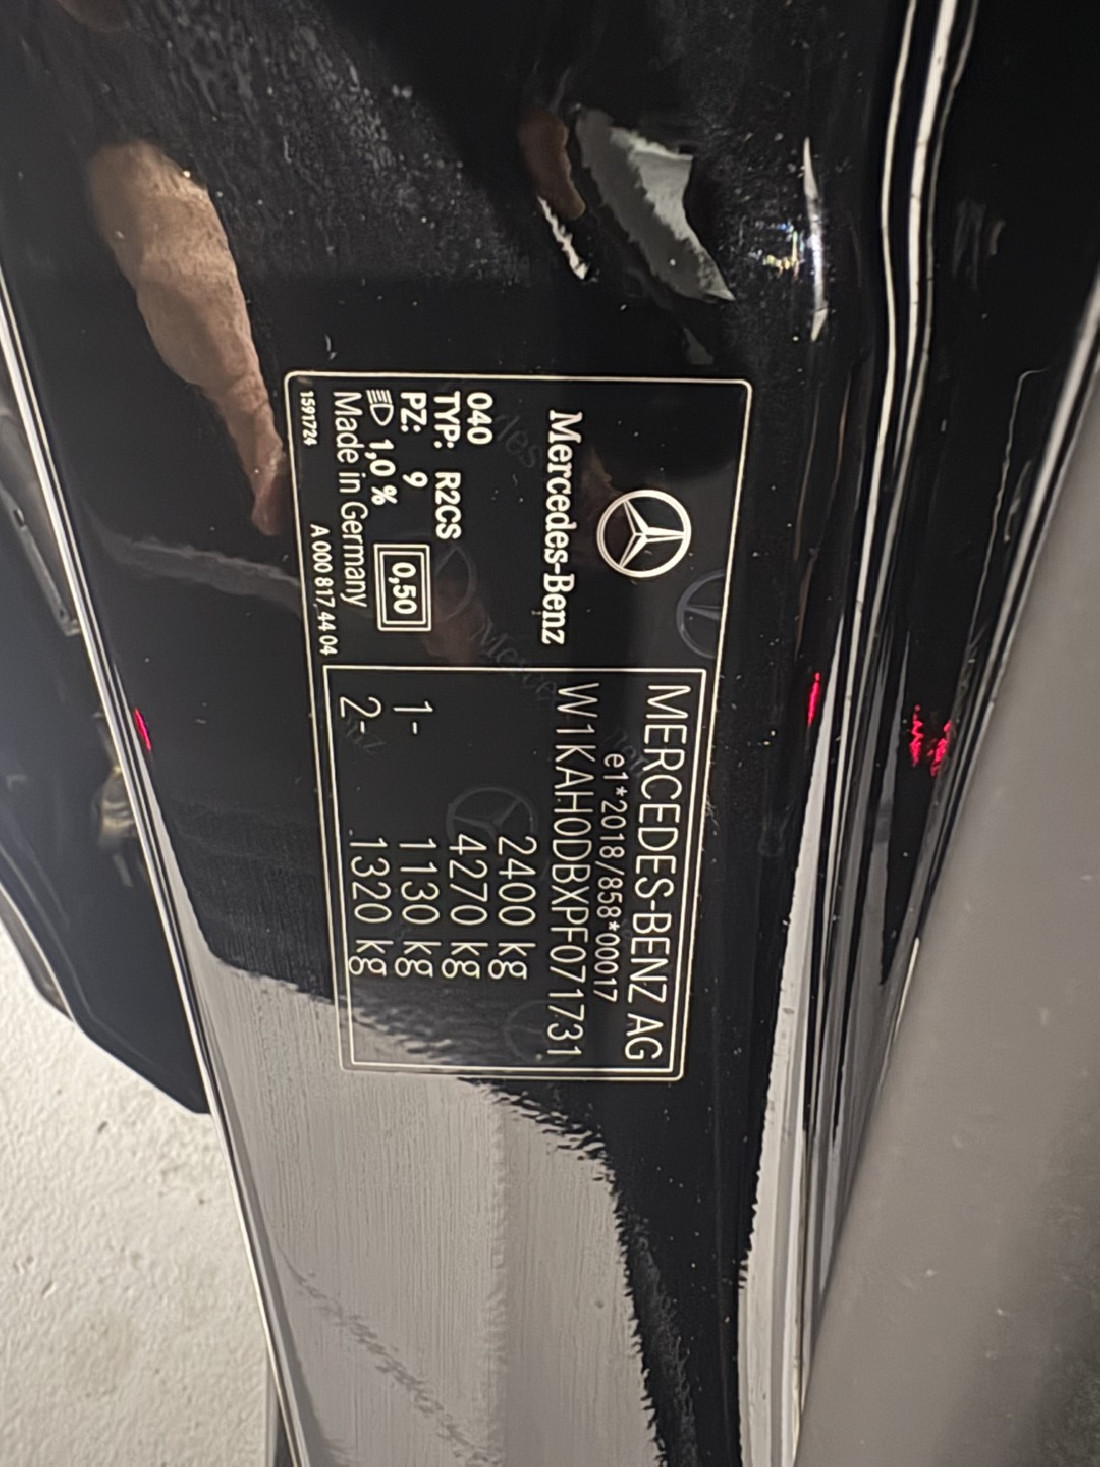 Mercedes-Benz
040
TYP: R2CS
PZ: 9
1,0 % 0,50
Made in Germany
1591724 A 000 817 44 04
MERCEDES-BENZ AG
e1*2018/858*00017
W1KAH0DBXPF071731
2400 kg
4270 kg
1- 1130 kg
2- 1320 kg